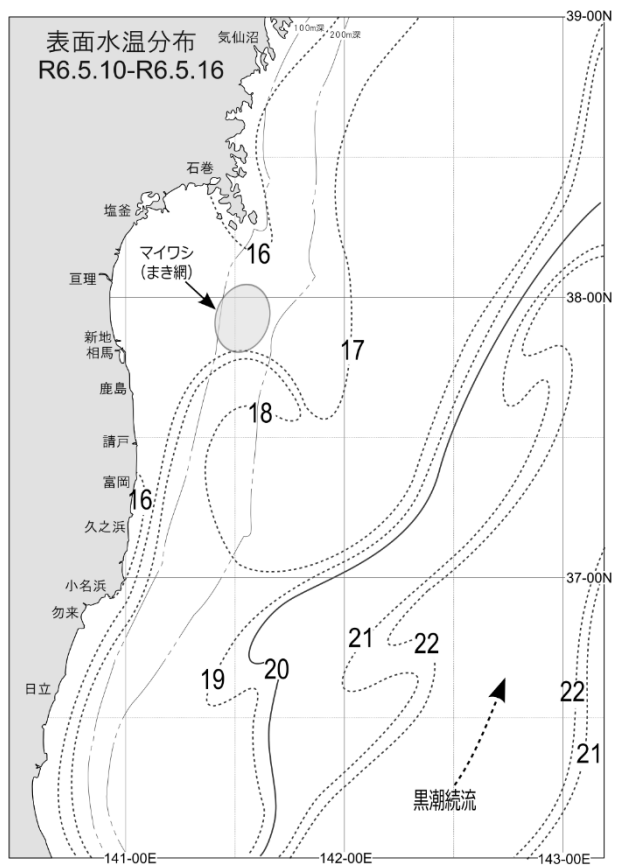 表面水温分布
R6.5.10-R6.5.16
気仙沼
100m深
200m深
39-00N
石巻
塩釜
16
マイワシ
(まき網)
亘理
38-00N
新地
相馬
17
鹿島
18
請戸
富岡
16
久之浜
小名浜
37-00N
勿来
21
22
19
20
日立
22
21
黒潮続流
141-00E
142-00E
143-00E